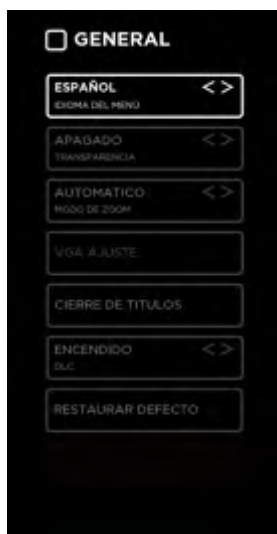 GENERAL
ESPAÑOL < >
IDIOMA DEL MENÚ
APAGADO < >
TRANSPARENCIA
AUTOMATICO < >
MODO DE ZOOM
VGA AJUSTE
CIERRE DE TITULOS
ENCENDIDO < >
DLC
RESTAURAR DEFECTO